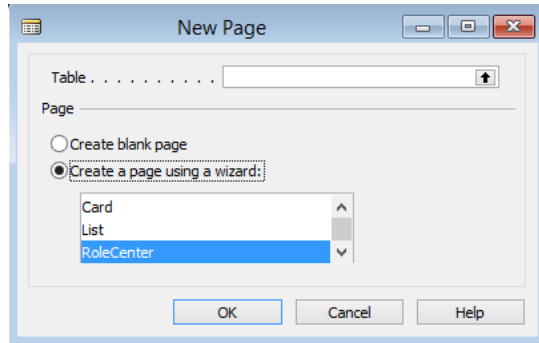 New Page
Table . . . . . . . . . .
Page
Create blank page
Create a page using a wizard:
Card
List
RoleCenter
OK Cancel Help